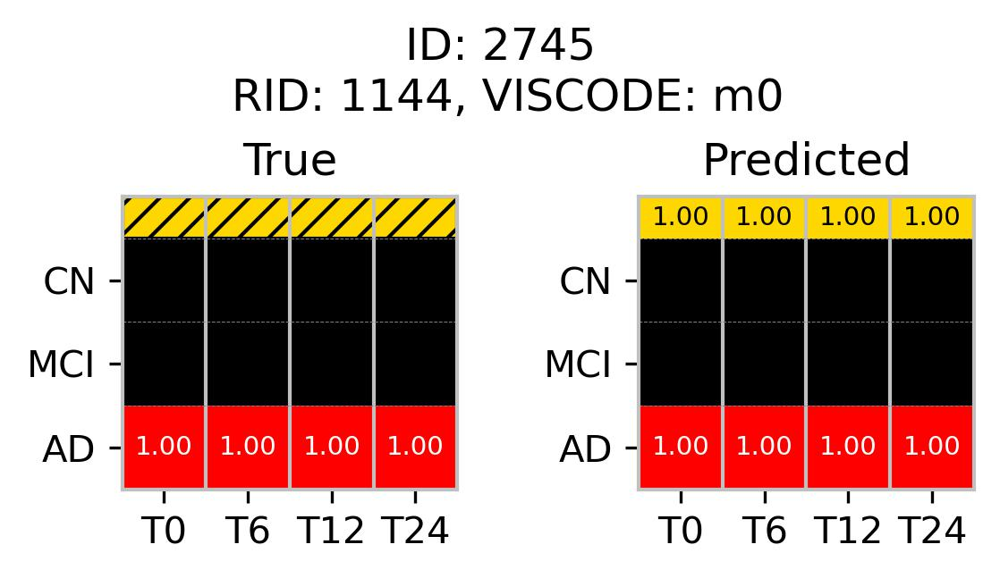 ID: 2745
RID: 1144, VISCODE: m0
True
Predicted
CN
MCI
AD
1.00 1.00 1.00 1.00
T0 T6 T12 T24
1.00 1.00 1.00 1.00
CN
MCI
AD
1.00 1.00 1.00 1.00
T0 T6 T12 T24